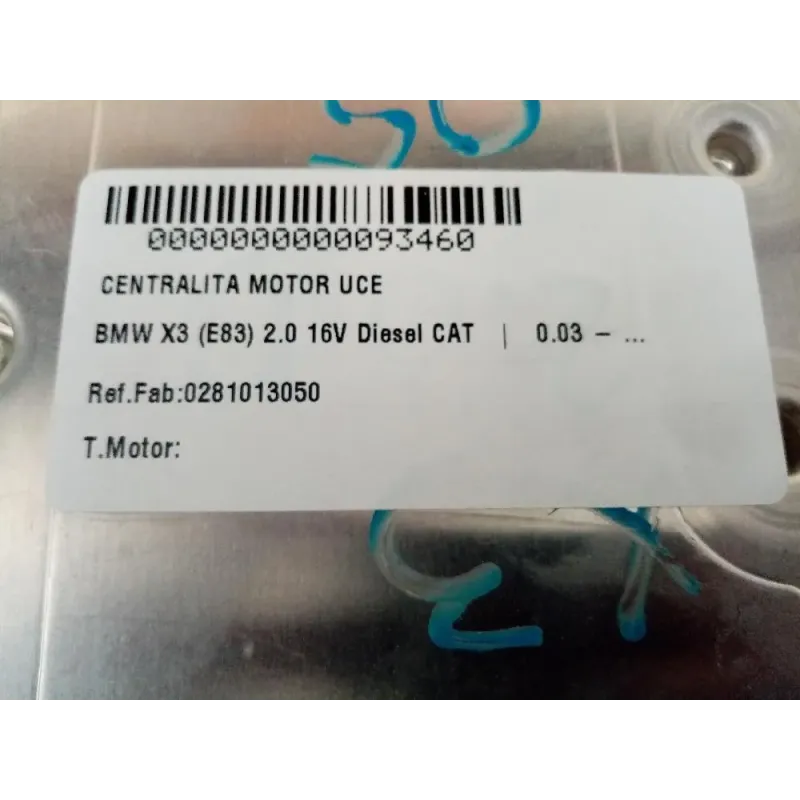 0000000000093460
CENTRALITA MOTOR UCE
BMW X3 (E83) 2.0 16V Diesel CAT | 0.03 – ...
Ref.Fab:0281013050
T.Motor: